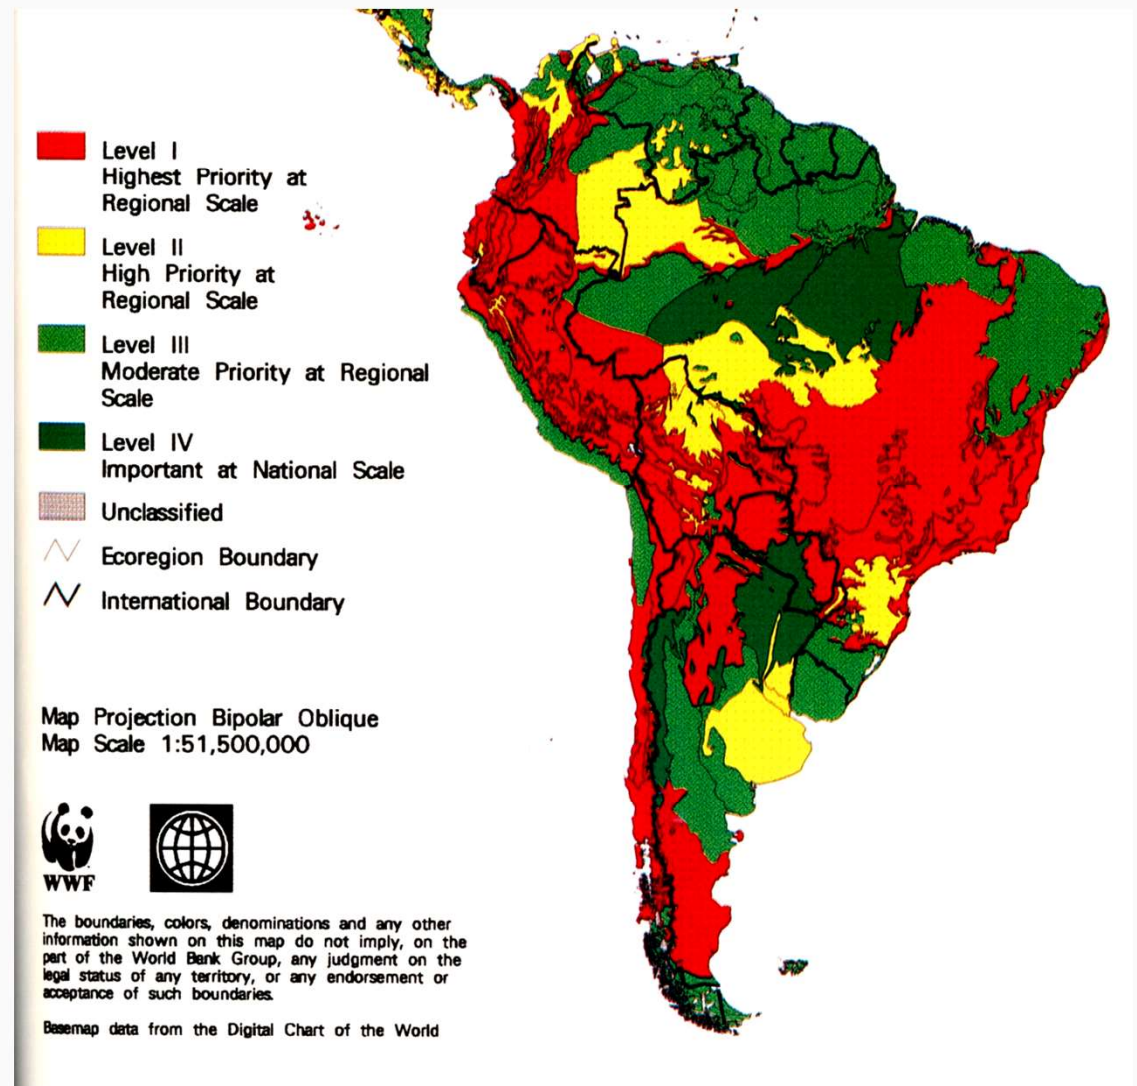 Level I
Highest Priority at
Regional Scale
Level II
High Priority at
Regional Scale
Level III
Moderate Priority at Regional
Scale
Level IV
Important at National Scale
Unclassified
Ecoregion Boundary
International Boundary
Map Projection Bipolar Oblique
Map Scale 1:51,500,000
WWF
The boundaries, colors, denominations and any other
information shown on this map do not imply, on the
part of the World Bank Group, any judgment on the
legal status of any territory, or any endorsement or
acceptance of such boundaries.
Basemap data from the Digital Chart of the World